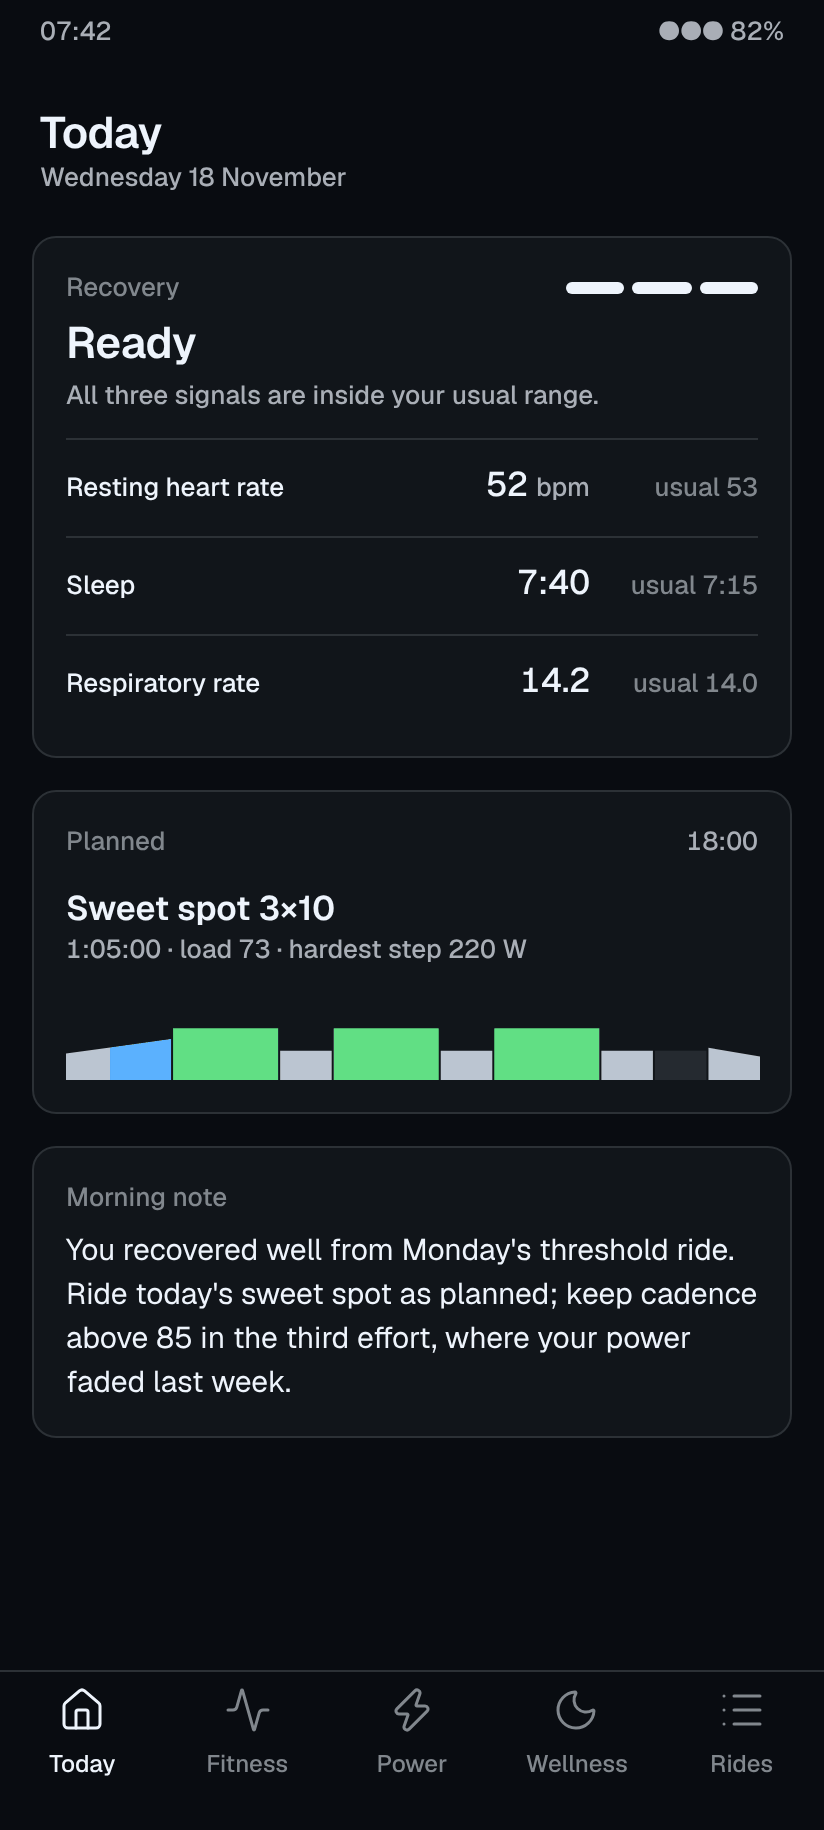 07:42
82%
Today
Wednesday 18 November
Recovery
Ready
All three signals are inside your usual range.
Resting heart rate 52 bpm usual 53
Sleep 7:40 usual 7:15
Respiratory rate 14.2 usual 14.0
Planned 18:00
Sweet spot 3×10
1:05:00 · load 73 · hardest step 220 W
Morning note
You recovered well from Monday's threshold ride.
Ride today's sweet spot as planned; keep cadence
above 85 in the third effort, where your power
faded last week.
Today Fitness Power Wellness Rides